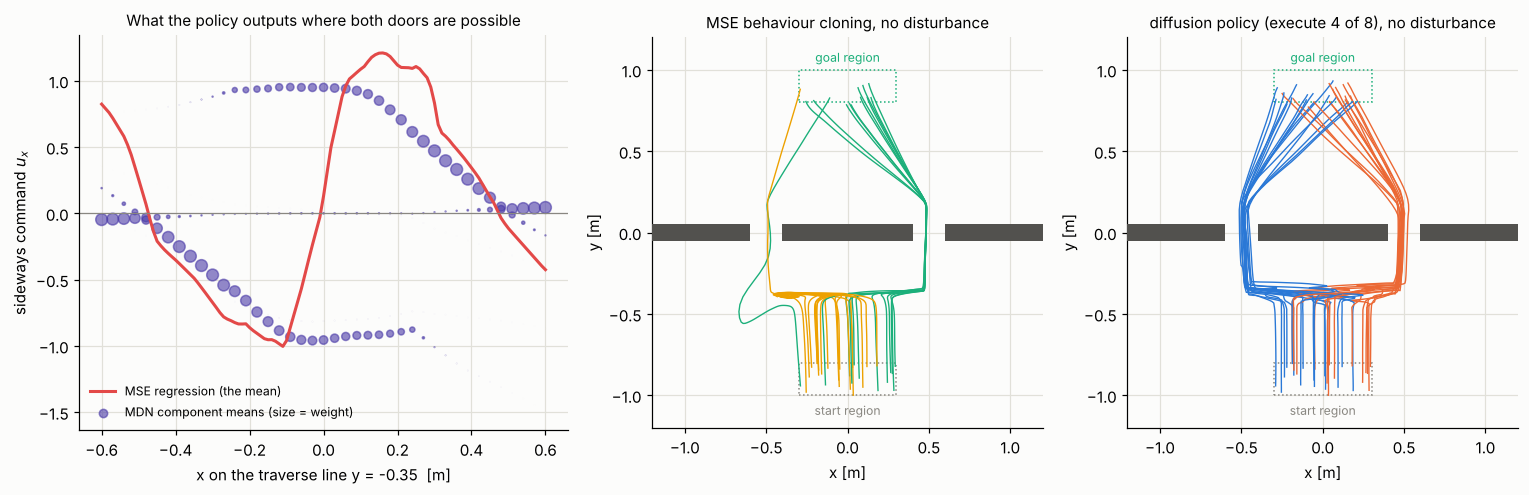 What the policy outputs where both doors are possible
1.0
0.5
0.0
−0.5
−1.0
−1.5
sideways command uₓ
MSE regression (the mean)
MDN component means (size = weight)
−0.6 −0.4 −0.2 0.0 0.2 0.4 0.6
x on the traverse line y = -0.35 [m]
MSE behaviour cloning, no disturbance
goal region
1.0
0.5
0.0
−0.5
−1.0
y [m]
start region
−1.0 −0.5 0.0 0.5 1.0
x [m]
diffusion policy (execute 4 of 8), no disturbance
goal region
1.0
0.5
0.0
−0.5
−1.0
y [m]
start region
−1.0 −0.5 0.0 0.5 1.0
x [m]